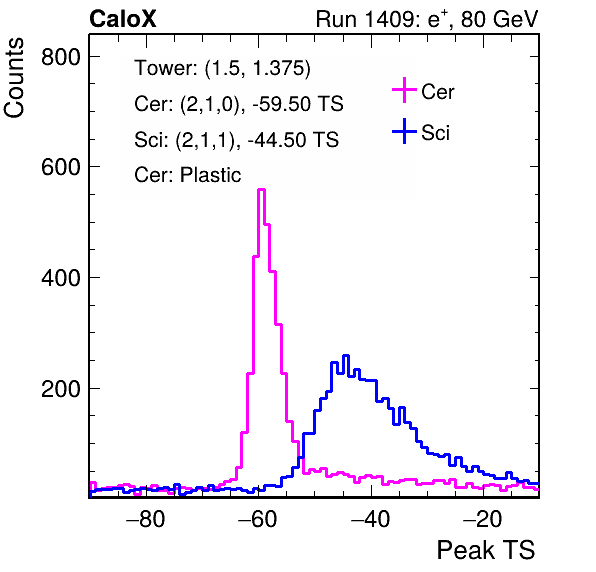 CaloX Run 1409: e⁺, 80 GeV
Counts
800
600
400
200
Tower: (1.5, 1.375)
Cer: (2,1,0), -59.50 TS
Sci: (2,1,1), -44.50 TS
Cer: Plastic
Cer
Sci
−80 −60 −40 −20
Peak TS